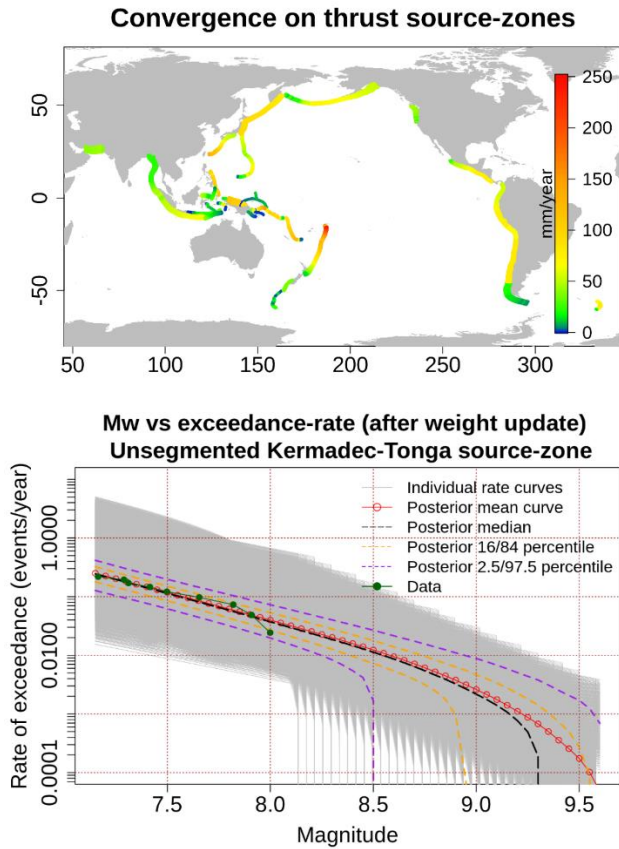 Convergence on thrust source-zones
50
0
-50
50 100 150 200 250 300
250
200
150
100
50
0
mm/year
Mw vs exceedance-rate (after weight update)
Unsegmented Kermadec-Tonga source-zone
Rate of exceedance (events/year)
1.0000
0.0100
0.0001
Individual rate curves
Posterior mean curve
Posterior median
Posterior 16/84 percentile
Posterior 2.5/97.5 percentile
Data
7.5 8.0 8.5 9.0 9.5
Magnitude